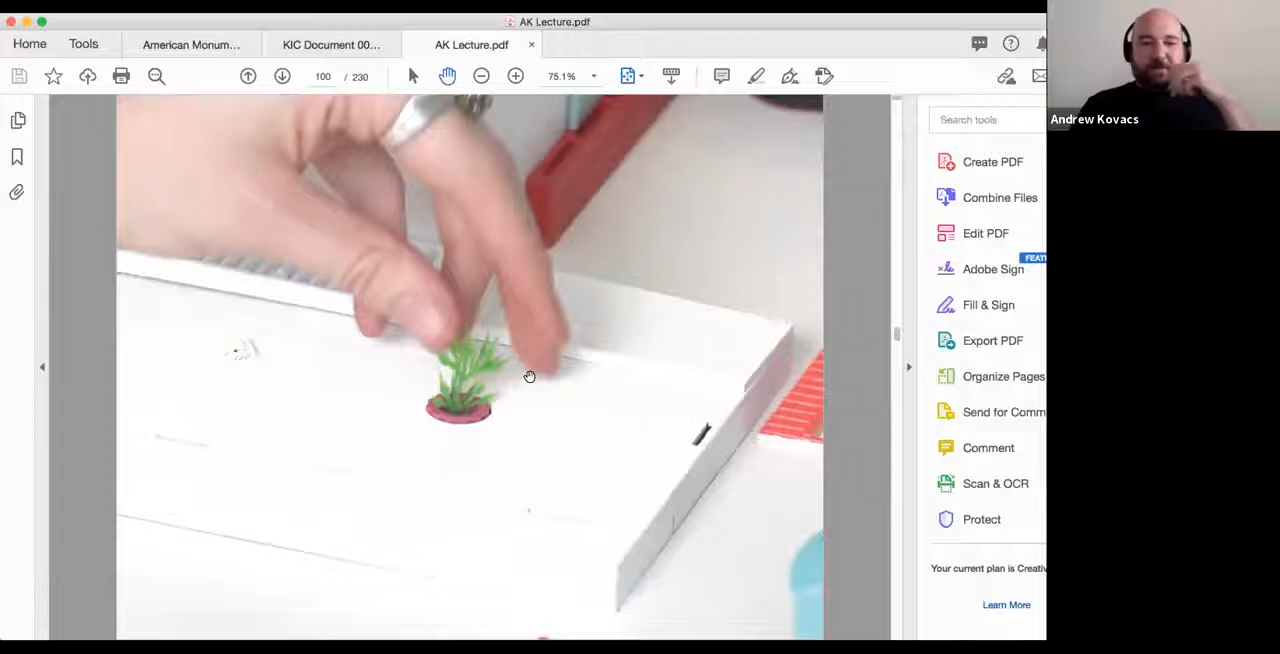 AK Lecture.pdf
Home
Tools
American Monum...
KIC Document 00...
AK Lecture.pdf
100 / 230
75.1%
Search tools
Create PDF
Combine Files
Edit PDF
FEAT
Adobe Sign
Fill & Sign
Export PDF
Organize Pages
Send for Comm
Comment
Scan & OCR
Protect
Your current plan is Creativ
Learn More
Andrew Kovacs